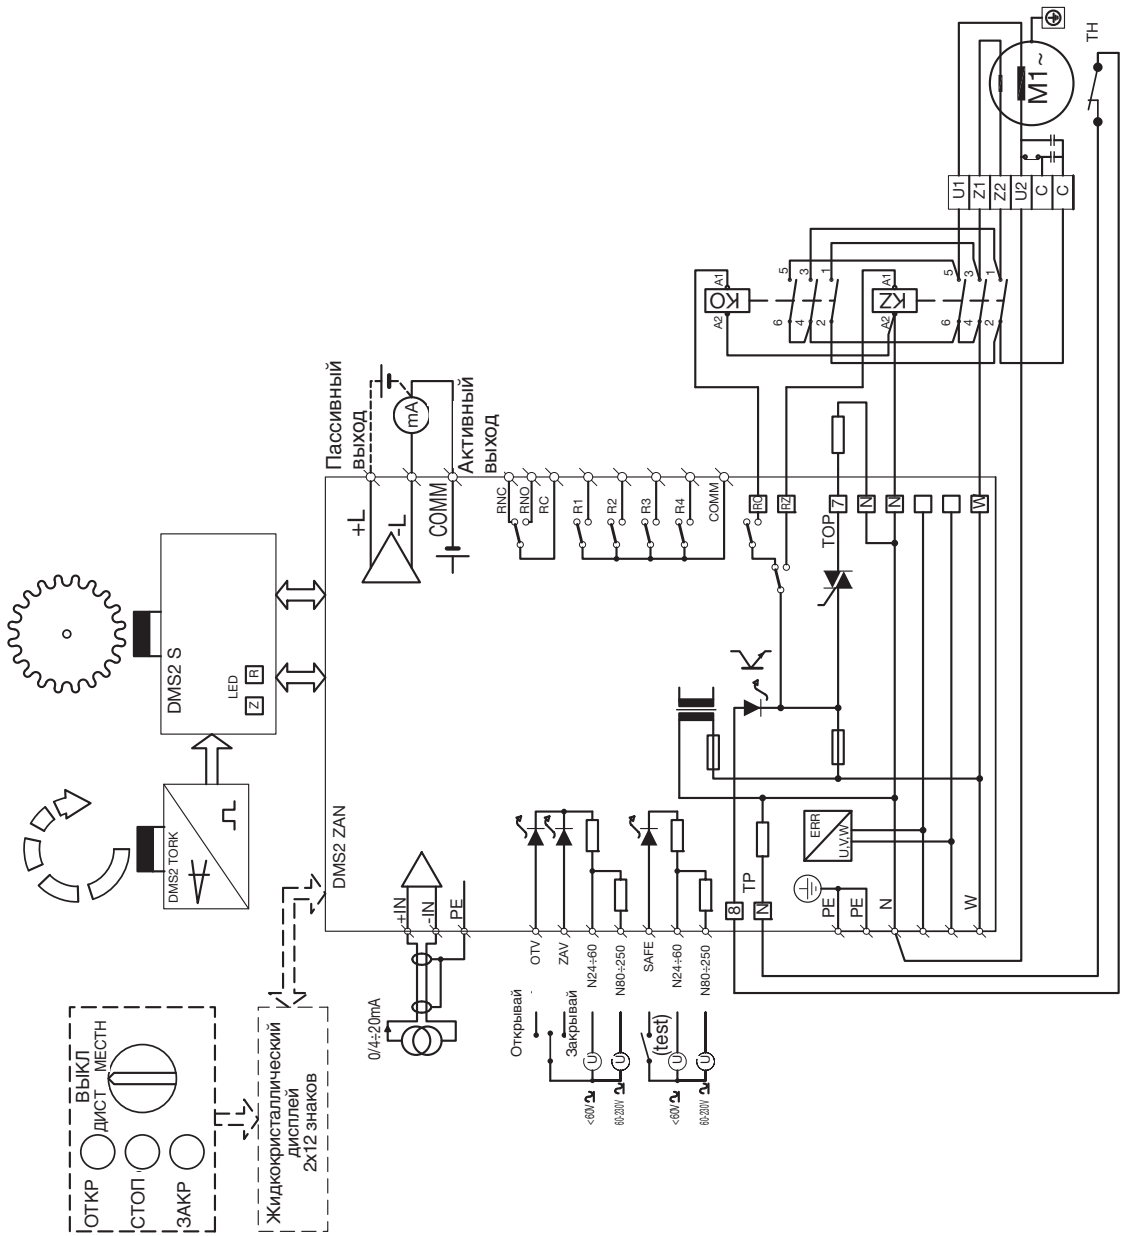 TH
M1~
U1
Z1
Z2
U2
C
C
KO
A1
A2
5
3
1
6
4
2
KZ
A1
A2
5
3
1
6
4
2
Пассивный
выход
mA
Активный
выход
+L
-L
COMM
RNC
RNO
RC
R1
R2
R3
R4
COMM
RO
RZ
TOP
7
N
N
W
DMS2 S
LED
Z
R
DMS2 TORK
DMS2 ZAN
+IN
-IN
PE
0/4÷20mA
OTV
ZAV
N24÷60
N80÷250
SAFE
N24÷60
N80÷250
8
TP
N
ERR
U,V,W
PE
PE
N
W
Открывай
Закрывай
U
U
<60V
60-230V
(test)
U
U
<60V
60-230V
ВЫКЛ
ДИСТ
МЕСТН
ОТКР
СТОП
ЗАКР
Жидкокристаллический
дисплей
2x12 знаков